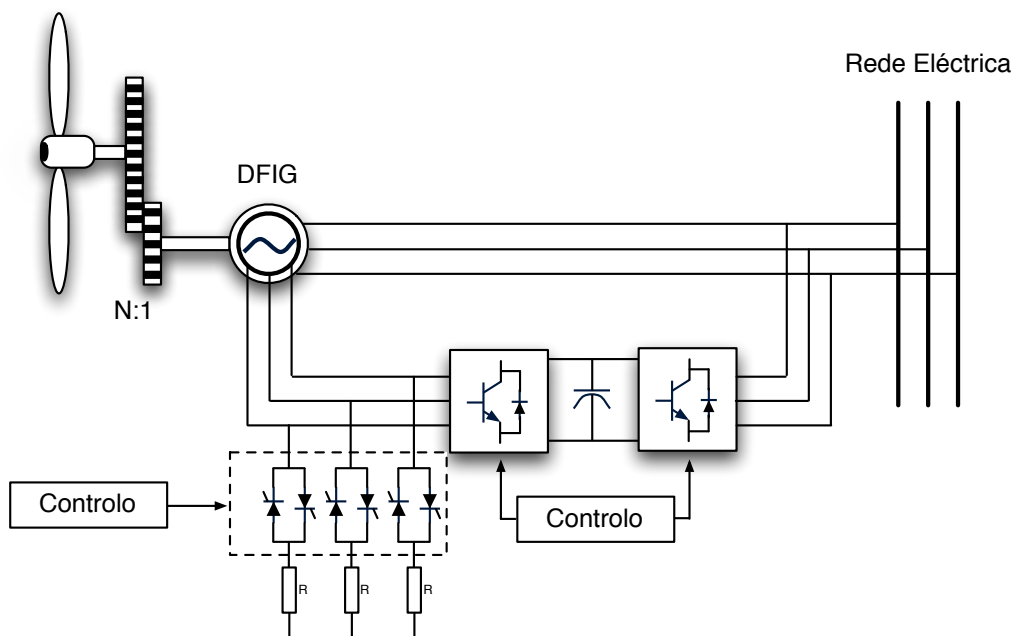 Rede Eléctrica
DFIG
N:1
Controlo
Controlo
R
R
R